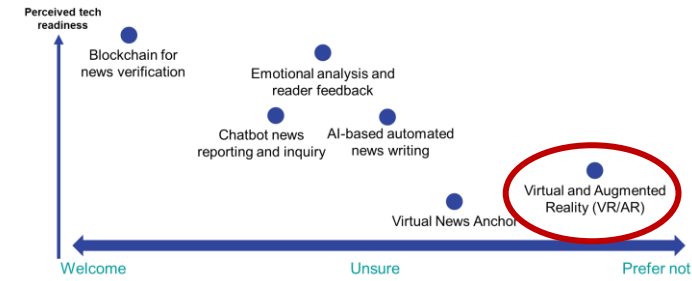 Perceived tech
readiness
Blockchain for
news verification
Emotional analysis and
reader feedback
Chatbot news
reporting and inquiry
AI-based automated
news writing
Virtual and Augmented
Reality (VR/AR)
Virtual News Anchor
Welcome
Unsure
Prefer not